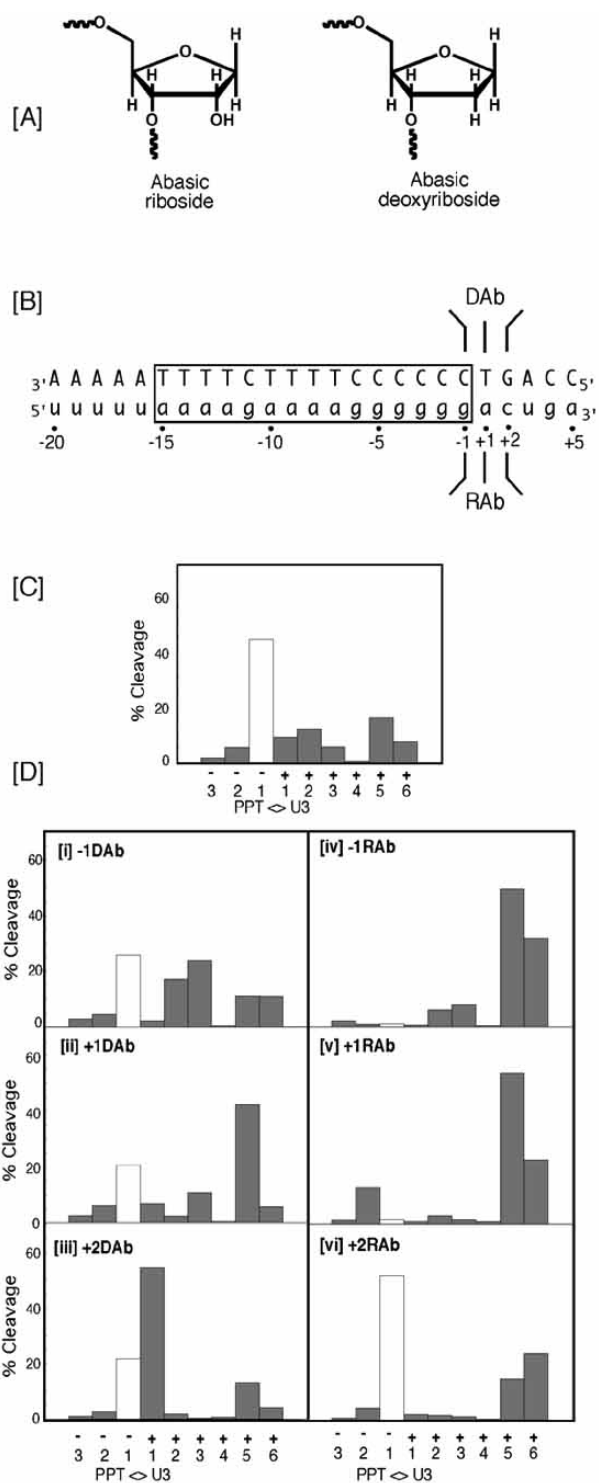 [A]
O O H O O H
H H H H H H
H O OH H H O H H
Abasic riboside
Abasic deoxyriboside
[B]
DAb
3' A A A A A T T T T C T T T T C C C C C C T G A C C 5'
5' u u u u u a a a a g a a a a g g g g g g a c u g a 3'
-20 -15 -10 -5 -1 +1 +2 +5
RAb
[C]
% Cleavage
60
40
20
0
- - - + + + + + +
3 2 1 1 2 3 4 5 6
PPT <> U3
[D]
[i] -1DAb
[iv] -1RAb
% Cleavage
60
40
20
0
[ii] +1DAb
[v] +1RAb
% Cleavage
60
40
20
0
[iii] +2DAb
[vi] +2RAb
% Cleavage
60
40
20
0
- - - + + + + + + - - - + + + + + +
3 2 1 1 2 3 4 5 6 3 2 1 1 2 3 4 5 6
PPT <> U3 PPT <> U3